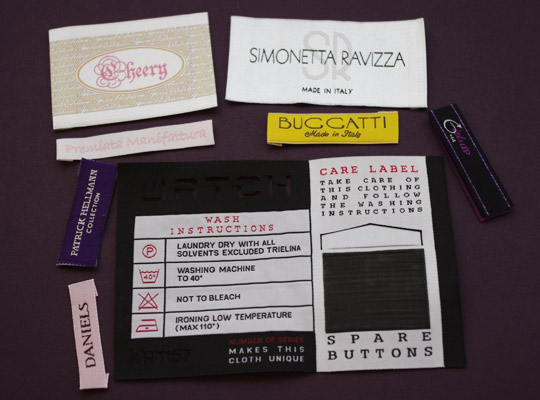 Cheery
SIMONETTA RAVIZZA
MADE IN ITALY
BUGGATTI
Made in Italy
Premiata Manifattura
PATRICK HELLMANN
COLLECTION
DANIELS
WASH
INSTRUCTIONS
P
LAUNDRY DRY WITH ALL
SOLVENTS EXCLUDED TRIELINA
40°
WASHING MACHINE
TO 40°
NOT TO BLEACH
IRONING LOW TEMPERATURE
(MAX 110°)
NUMBER OF SERIES
MAKES THIS
CLOTH UNIQUE
CARE LABEL
TAKE CARE OF
THIS CLOTHING
AND FOLLOW
THE WASHING
INSTRUCTIONS
SPARE
BUTTONS